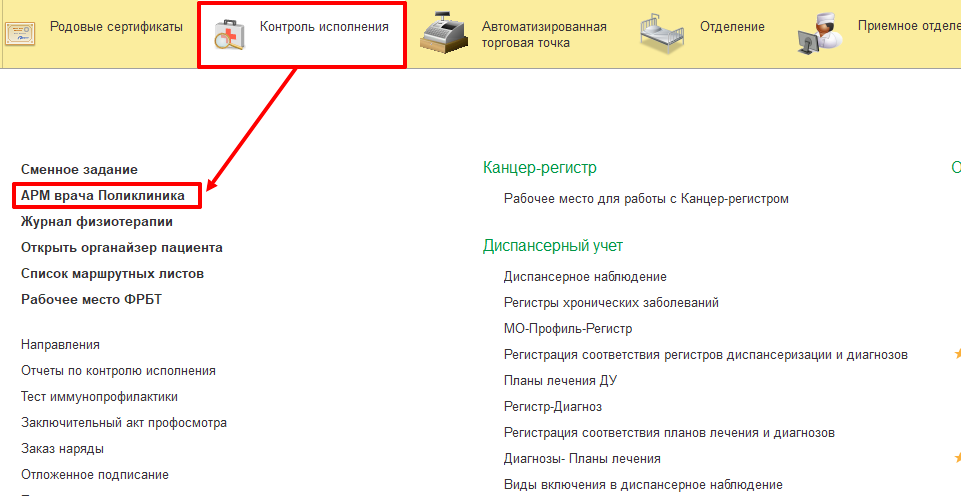 Родовые сертификаты
Контроль исполнения
Автоматизированная
торговая точка
Отделение
Приемное отделе
Сменное задание
АРМ врача Поликлиника
Журнал физиотерапии
Открыть органайзер пациента
Список маршрутных листов
Рабочее место ФРБТ
Направления
Отчеты по контролю исполнения
Тест иммунопрофилактики
Заключительный акт профосмотра
Заказ наряды
Отложенное подписание
Канцер-регистр
Рабочее место для работы с Канцер-регистром
Диспансерный учет
Диспансерное наблюдение
Регистры хронических заболеваний
МО-Профиль-Регистр
Регистрация соответствия регистров диспансеризации и диагнозов
Планы лечения ДУ
Регистр-Диагноз
Регистрация соответствия планов лечения и диагнозов
Диагнозы- Планы лечения
Виды включения в диспансерное наблюдение
О